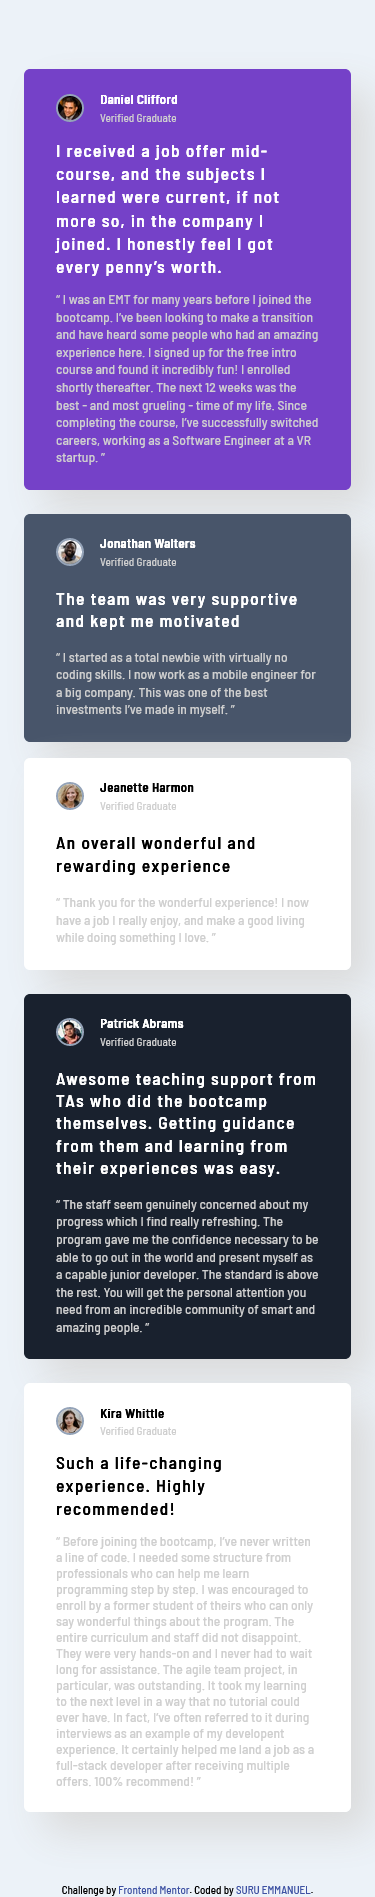 Daniel Clifford
Verified Graduate
I received a job offer mid-
course, and the subjects I
learned were current, if not
more so, in the company I
joined. I honestly feel I got
every penny’s worth.
“ I was an EMT for many years before I joined the
bootcamp. I’ve been looking to make a transition
and have heard some people who had an amazing
experience here. I signed up for the free intro
course and found it incredibly fun! I enrolled
shortly thereafter. The next 12 weeks was the
best - and most grueling - time of my life. Since
completing the course, I’ve successfully switched
careers, working as a Software Engineer at a VR
startup. ”
Jonathan Walters
Verified Graduate
The team was very supportive
and kept me motivated
“ I started as a total newbie with virtually no
coding skills. I now work as a mobile engineer for
a big company. This was one of the best
investments I’ve made in myself. ”
Jeanette Harmon
Verified Graduate
An overall wonderful and
rewarding experience
“ Thank you for the wonderful experience! I now
have a job I really enjoy, and make a good living
while doing something I love. ”
Patrick Abrams
Verified Graduate
Awesome teaching support from
TAs who did the bootcamp
themselves. Getting guidance
from them and learning from
their experiences was easy.
“ The staff seem genuinely concerned about my
progress which I find really refreshing. The
program gave me the confidence necessary to be
able to go out in the world and present myself as
a capable junior developer. The standard is above
the rest. You will get the personal attention you
need from an incredible community of smart and
amazing people. ”
Kira Whittle
Verified Graduate
Such a life-changing
experience. Highly
recommended!
“ Before joining the bootcamp, I’ve never written
a line of code. I needed some structure from
professionals who can help me learn
programming step by step. I was encouraged to
enroll by a former student of theirs who can only
say wonderful things about the program. The
entire curriculum and staff did not disappoint.
They were very hands-on and I never had to wait
long for assistance. The agile team project, in
particular, was outstanding. It took my learning
to the next level in a way that no tutorial could
ever have. In fact, I’ve often referred to it during
interviews as an example of my developent
experience. It certainly helped me land a job as a
full-stack developer after receiving multiple
offers. 100% recommend! ”
Challenge by Frontend Mentor. Coded by SURU EMMANUEL.